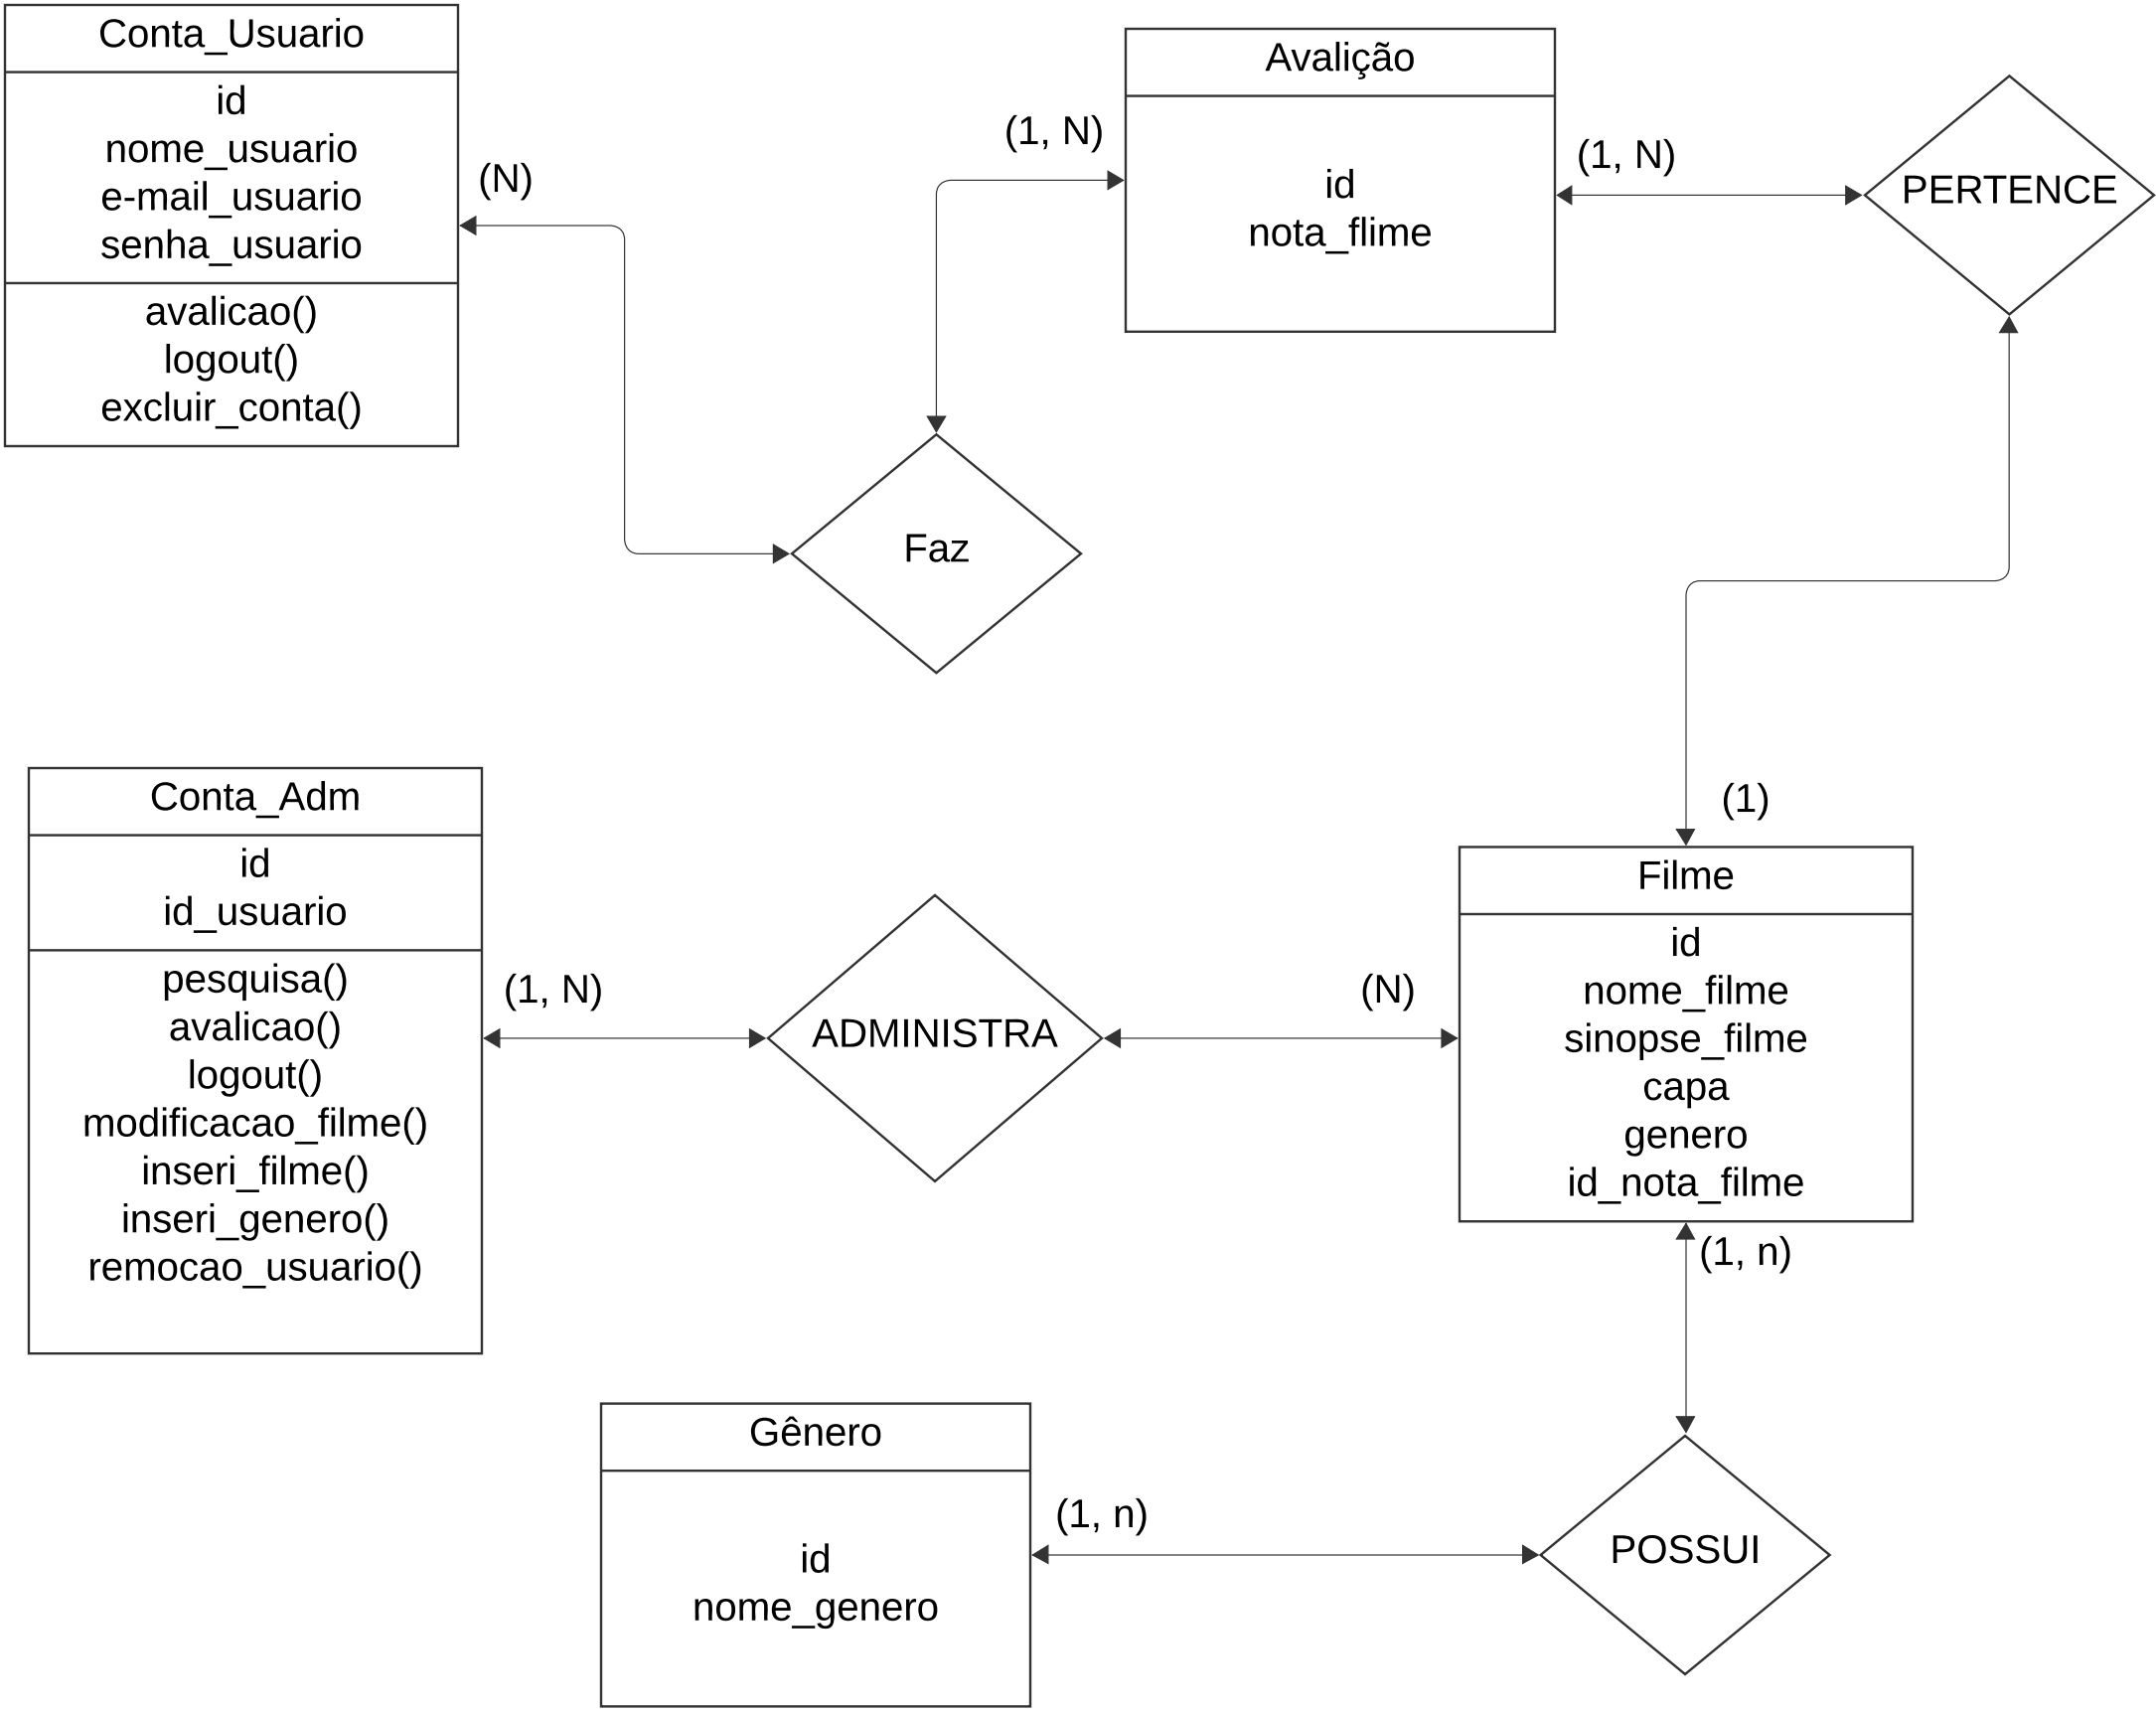 Conta_Usuario
id
nome_usuario
e-mail_usuario
senha_usuario
avalicao()
logout()
excluir_conta()
(N)
Faz
(1, N)
Avalição
id
nota_flime
(1, N)
PERTENCE
(1)
Conta_Adm
id
id_usuario
pesquisa()
avalicao()
logout()
modificacao_filme()
inseri_filme()
inseri_genero()
remocao_usuario()
(1, N)
ADMINISTRA
(N)
Filme
id
nome_filme
sinopse_filme
capa
genero
id_nota_filme
(1, n)
Gênero
id
nome_genero
(1, n)
POSSUI